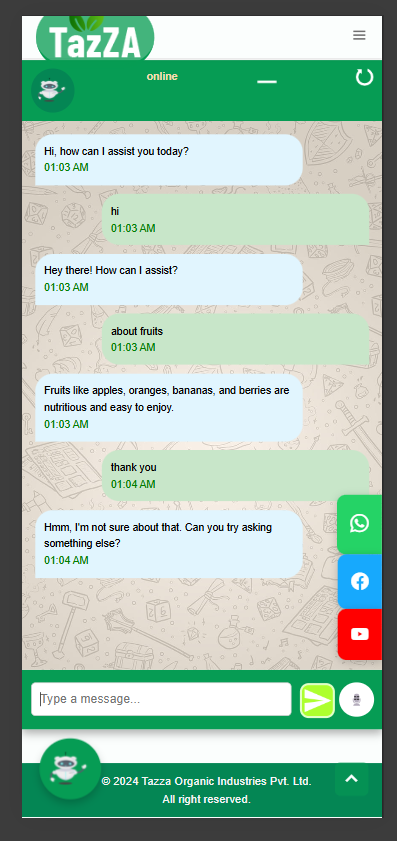 TazZA
online
Hi, how can I assist you today?
01:03 AM
hi
01:03 AM
Hey there! How can I assist?
01:03 AM
about fruits
01:03 AM
Fruits like apples, oranges, bananas, and berries are
nutritious and easy to enjoy.
01:03 AM
thank you
01:04 AM
Hmm, I'm not sure about that. Can you try asking
something else?
01:04 AM
Type a message...
© 2024 Tazza Organic Industries Pvt. Ltd.
All right reserved.